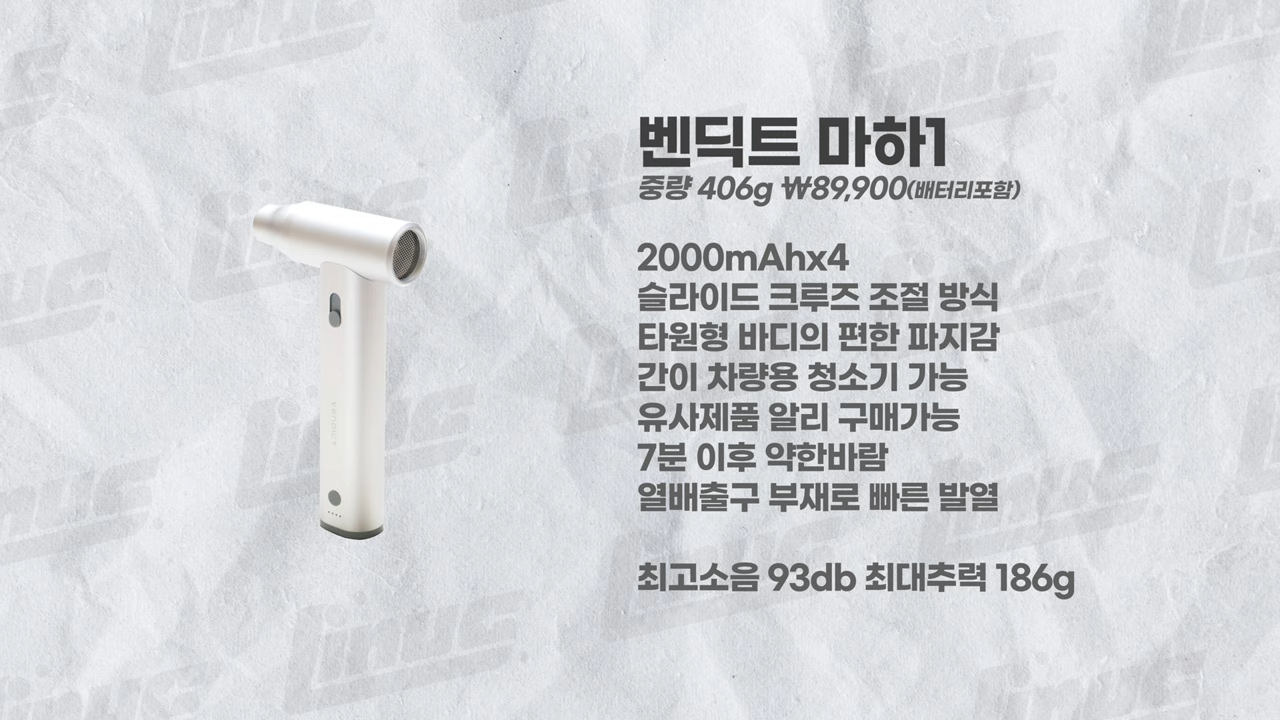 벤딕트 마하1
중량 406g ₩89,900(배터리포함)
2000mAhx4
슬라이드 크루즈 조절 방식
타원형 바디의 편한 파지감
간이 차량용 청소기 가능
유사제품 알리 구매가능
7분 이후 약한바람
열배출구 부재로 빠른 발열
최고소음 93db 최대추력 186g